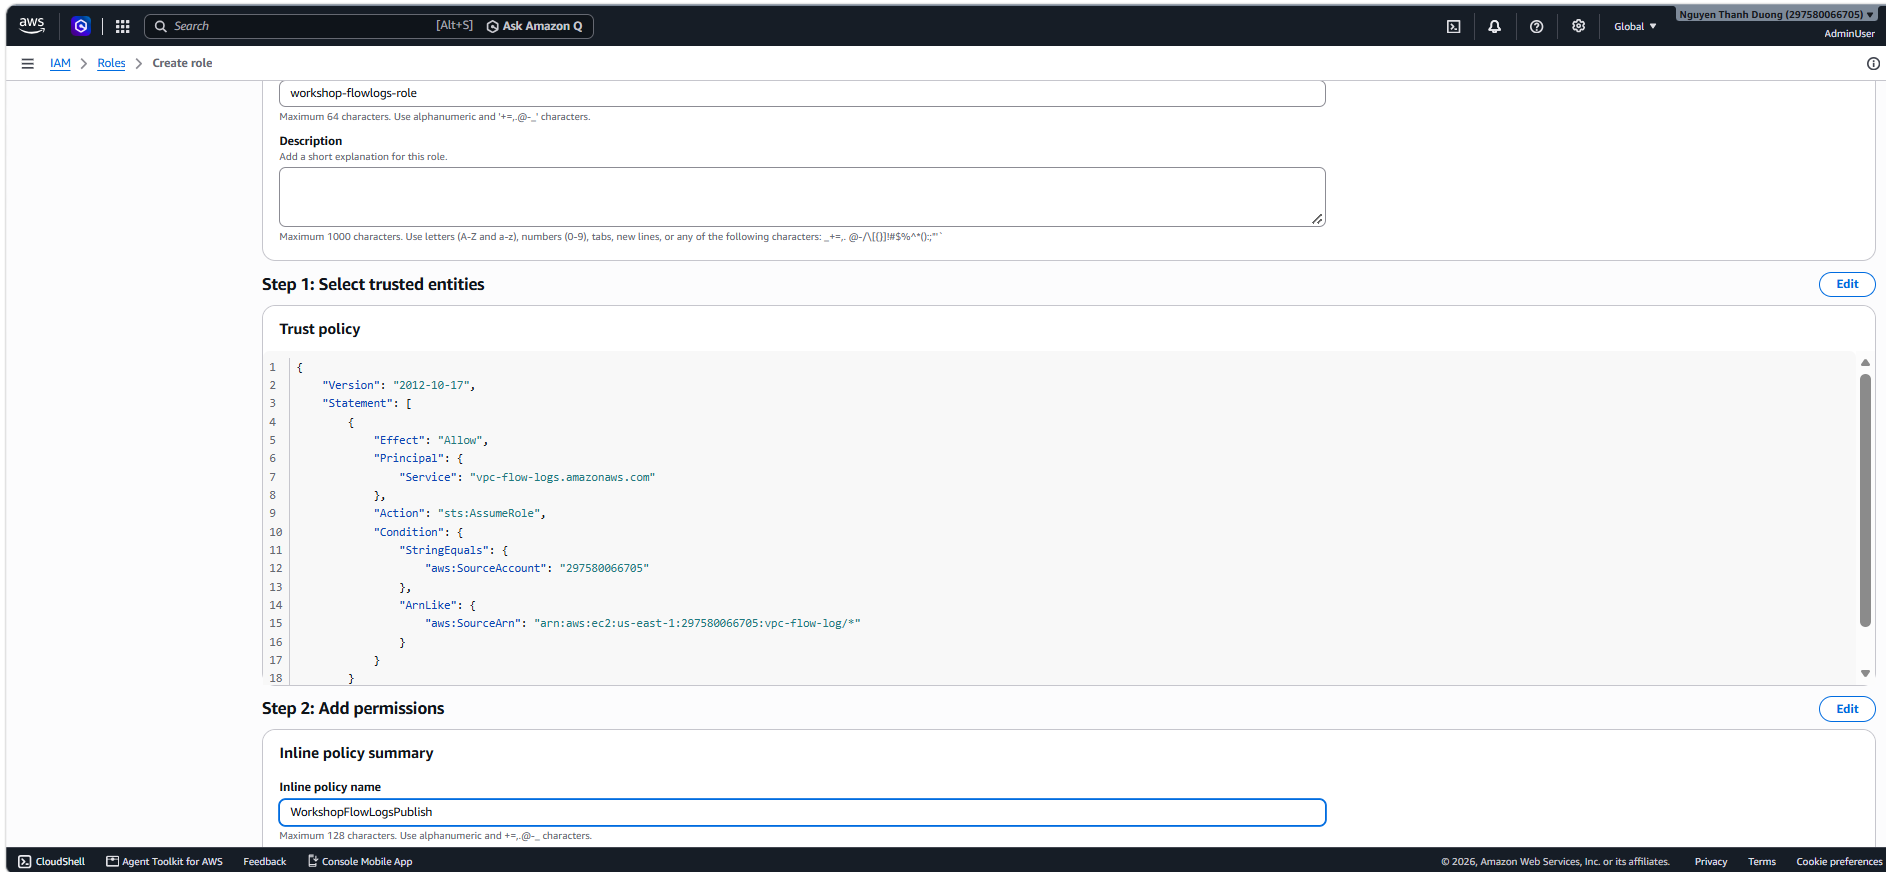 aws
Search [Alt+S] Ask Amazon Q
Global
Nguyen Thanh Duong (297580066705)
AdminUser
IAM > Roles > Create role
workshop-flowlogs-role
Maximum 64 characters. Use alphanumeric and '+=,.@-_' characters.
Description
Add a short explanation for this role.
Maximum 1000 characters. Use letters (A-Z and a-z), numbers (0-9), tabs, new lines, or any of the following characters: _+=,. @-/\[{}]!#$%^*();:"'`
Step 1: Select trusted entities
Edit
Trust policy
1 {
2 "Version": "2012-10-17",
3 "Statement": [
4 {
5 "Effect": "Allow",
6 "Principal": {
7 "Service": "vpc-flow-logs.amazonaws.com"
8 },
9 "Action": "sts:AssumeRole",
10 "Condition": {
11 "StringEquals": {
12 "aws:SourceAccount": "297580066705"
13 },
14 "ArnLike": {
15 "aws:SourceArn": "arn:aws:ec2:us-east-1:297580066705:vpc-flow-log/*"
16 }
17 }
18 }
Step 2: Add permissions
Edit
Inline policy summary
Inline policy name
WorkshopFlowLogsPublish
Maximum 128 characters. Use alphanumeric and +=,.@-_ characters.
CloudShell Agent Toolkit for AWS Feedback Console Mobile App
© 2026, Amazon Web Services, Inc. or its affiliates. Privacy Terms Cookie preferences